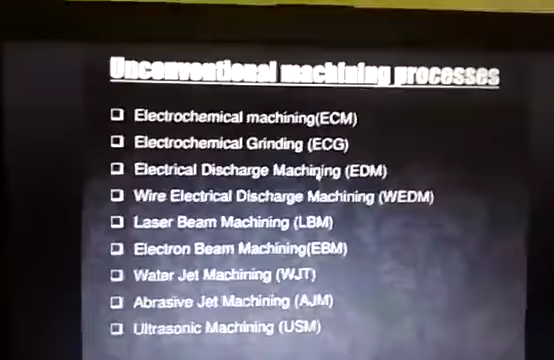 Unconventional machining processes
Electrochemical machining(ECM)
Electrochemical Grinding (ECG)
Electrical Discharge Machining (EDM)
Wire Electrical Discharge Machining (WEDM)
Laser Beam Machining (LBM)
Electron Beam Machining(EBM)
Water Jet Machining (WJT)
Abrasive Jet Machining (AJM)
Ultrasonic Machining (USM)